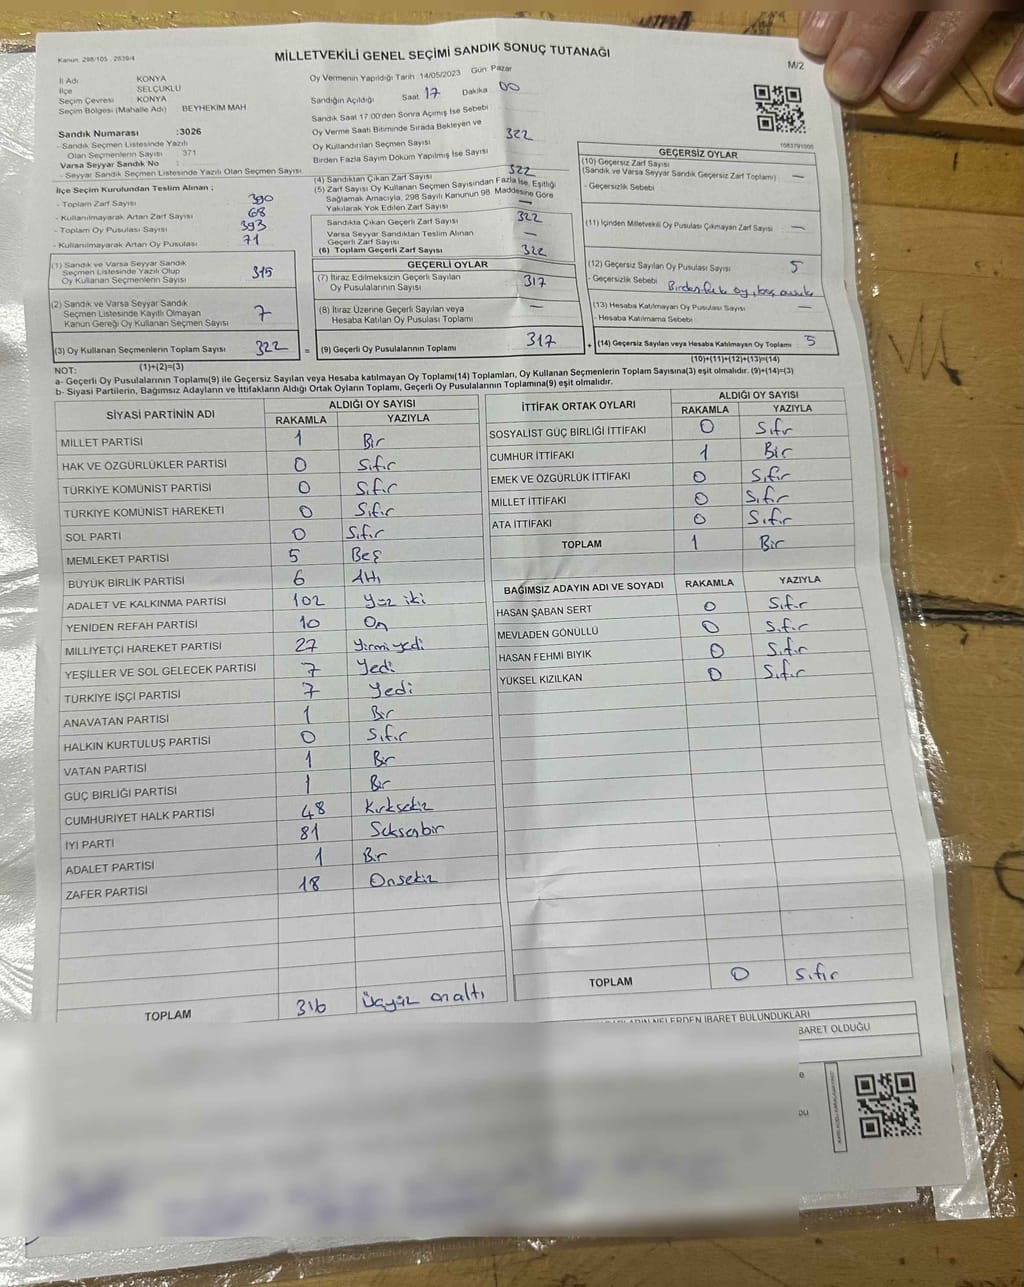 Kanun: 298/105 , 2839/4
MİLLETVEKİLİ GENEL SEÇİMİ SANDIK SONUÇ TUTANAĞI
M/2
İl Adı KONYA
İlçe SELÇUKLU
Seçim Çevresi KONYA
Seçim Bölgesi (Mahalle Adı) BEYHEKİM MAH
Sandık Numarası :3026
- Sandık Seçmen Listesinde Yazılı
Olan Seçmenlerin Sayısı 371
Varsa Seyyar Sandık No :
- Seyyar Sandık Seçmen Listesinde Yazılı Olan Seçmen Sayısı
İlçe Seçim Kurulundan Teslim Alınan ;
- Toplam Zarf Sayısı 390
- Kullanılmayarak Artan Zarf Sayısı 68
- Toplam Oy Pusulası Sayısı 393
- Kullanılmayarak Artan Oy Pusulası 71
(1) Sandık ve Varsa Seyyar Sandık
Seçmen Listesinde Yazılı Olup
Oy Kullanan Seçmenlerin Sayısı 315
(2) Sandık ve Varsa Seyyar Sandık
Seçmen Listesinde Kayıtlı Olmayan
Kanun Gereği Oy Kullanan Seçmen Sayısı 7
(3) Oy Kullanan Seçmenlerin Toplam Sayısı 322
(1)+(2)=(3)
Oy Vermenin Yapıldığı Tarih :14/05/2023 Gün: Pazar
Sandığın Açıldığı Saat 17 Dakika 00
Sandık Saat 17:00'den Sonra Açılmış İse Sebebi
Oy Verme Saati Bitiminde Sırada Bekleyen ve
Oy Kullandırılan Seçmen Sayısı 322
Birden Fazla Sayım Döküm Yapılmış İse Sayısı
(4) Sandıktan Çıkan Zarf Sayısı 322
(5) Zarf Sayısı Oy Kullanan Seçmen Sayısından Fazla İse, Eşitliği
Sağlamak Amacıyla, 298 Sayılı Kanunun 98. Maddesine Göre
Yakılarak Yok Edilen Zarf Sayısı —
Sandıkta Çıkan Geçerli Zarf Sayısı 322
Varsa Seyyar Sandıktan Teslim Alınan
Geçerli Zarf Sayısı —
(6) Toplam Geçerli Zarf Sayısı 322
GEÇERLİ OYLAR
(7) İtiraz Edilmeksizin Geçerli Sayılan
Oy Pusulalarının Sayısı 317
(8) İtiraz Üzerine Geçerli Sayılan veya
Hesaba Katılan Oy Pusulası Toplamı —
= (9) Geçerli Oy Pusulalarının Toplamı 317
1083791000
GEÇERSİZ OYLAR
(10) Geçersiz Zarf Sayısı
(Sandık ve Varsa Seyyar Sandık Geçersiz Zarf Toplamı) —
- Geçersizlik Sebebi
(11) İçinden Milletvekili Oy Pusulası Çıkmayan Zarf Sayısı —
(12) Geçersiz Sayılan Oy Pusulası Sayısı 5
- Geçersizlik Sebebi Birden fazla oy, boş
(13) Hesaba Katılmayan Oy Pusulası Sayısı —
- Hesaba Katılmama Sebebi
+ (14) Geçersiz Sayılan veya Hesaba Katılmayan Oy Toplamı 5
(10)+(11)+(12)+(13)=(14)
NOT:
a- Geçerli Oy Pusulalarının Toplamı(9) ile Geçersiz Sayılan veya Hesaba Katılmayan Oy Toplamı(14) Toplamları, Oy Kullanan Seçmenlerin Toplam Sayısına(3) eşit olmalıdır. (9)+(14)=(3)
b- Siyasi Partilerin, Bağımsız Adayların ve İttifakların Aldığı Ortak Oyların Toplamı, Geçerli Oy Pusulalarının Toplamına(9) eşit olmalıdır.
SİYASİ PARTİNİN ADI ALDIĞI OY SAYISI
RAKAMLA YAZIYLA
MİLLET PARTİSİ 1 Bir
HAK VE ÖZGÜRLÜKLER PARTİSİ 0 Sıfır
TÜRKİYE KOMÜNİST PARTİSİ 0 Sıfır
TÜRKİYE KOMÜNİST HAREKETİ 0 Sıfır
SOL PARTİ 0 Sıfır
MEMLEKET PARTİSİ 5 Beş
BÜYÜK BİRLİK PARTİSİ 6 Altı
ADALET VE KALKINMA PARTİSİ 102 Yüz iki
YENİDEN REFAH PARTİSİ 10 On
MİLLİYETÇİ HAREKET PARTİSİ 27 Yirmi yedi
YEŞİLLER VE SOL GELECEK PARTİSİ 7 Yedi
TÜRKİYE İŞÇİ PARTİSİ 7 Yedi
ANAVATAN PARTİSİ 1 Bir
HALKIN KURTULUŞ PARTİSİ 0 Sıfır
VATAN PARTİSİ 1 Bir
GÜÇ BİRLİĞİ PARTİSİ 1 Bir
CUMHURİYET HALK PARTİSİ 48 Kırksekiz
İYİ PARTİ 81 Seksenbir
ADALET PARTİSİ 1 Bir
ZAFER PARTİSİ 18 Onsekiz
TOPLAM 316 Üçyüz onaltı
İTTİFAK ORTAK OYLARI ALDIĞI OY SAYISI
RAKAMLA YAZIYLA
SOSYALİST GÜÇ BİRLİĞİ İTTİFAKI 0 Sıfır
CUMHUR İTTİFAKI 1 Bir
EMEK VE ÖZGÜRLÜK İTTİFAKI 0 Sıfır
MİLLET İTTİFAKI 0 Sıfır
ATA İTTİFAKI 0 Sıfır
TOPLAM 1 Bir
BAĞIMSIZ ADAYIN ADI VE SOYADI RAKAMLA YAZIYLA
HASAN ŞABAN SERT 0 Sıfır
MEVLADEN GÖNÜLLÜ 0 Sıfır
HASAN FEHMİ BIYIK 0 Sıfır
YÜKSEL KIZILKAN 0 Sıfır
TOPLAM 0 Sıfır
NELERDEN İBARET BULUNDUKLARI
BARET OLDUĞU